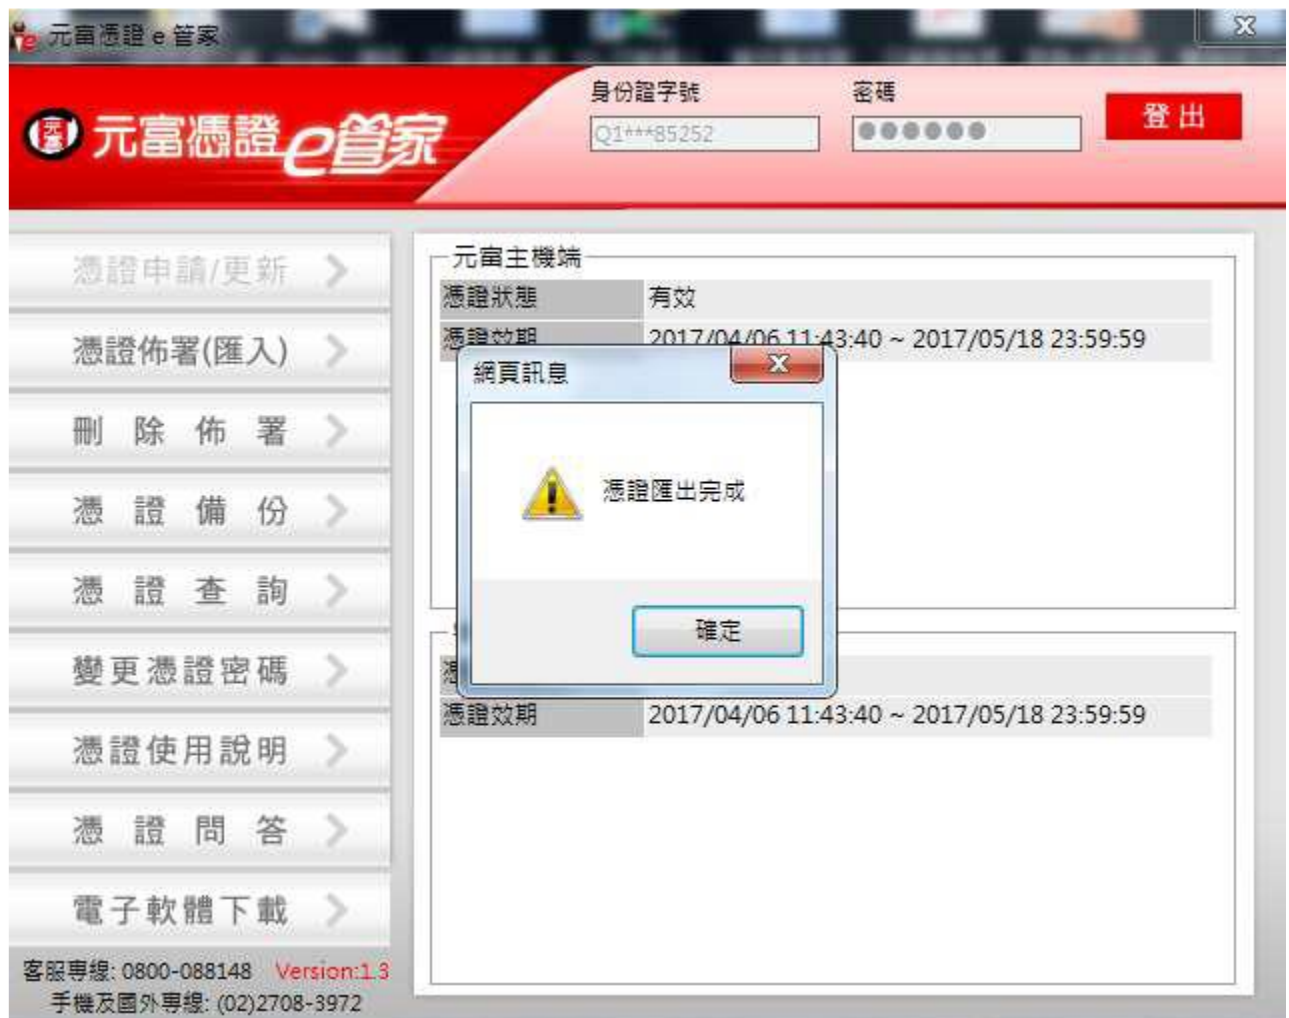 元富憑證 e 管家
元富
元富憑證e管家
身份證字號
密碼
Q1***85252
●●●●●●
登出
憑證申請/更新
憑證佈署(匯入)
刪除佈署
憑證備份
憑證查詢
變更憑證密碼
憑證使用說明
憑證問答
電子軟體下載
客服專線: 0800-088148 Version:1.3
手機及國外專線: (02)2708-3972
元富主機端
憑證狀態 有效
憑證效期 2017/04/06 11:43:40 ~ 2017/05/18 23:59:59
網頁訊息
憑證匯出完成
確定
憑證效期 2017/04/06 11:43:40 ~ 2017/05/18 23:59:59